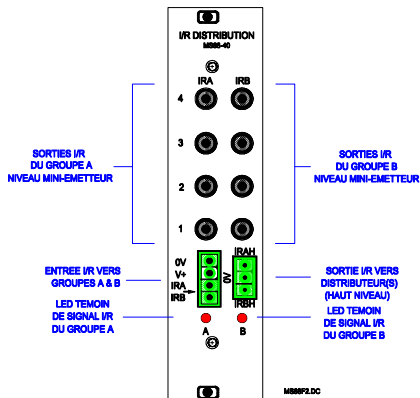 I/R DISTRIBUTION
MS66-40
IRA IRB
4
3
2
1
SORTIES I/R
DU GROUPE A
NIVEAU MINI-EMETTEUR
SORTIES I/R
DU GROUPE B
NIVEAU MINI-EMETTEUR
ENTREE I/R VERS
GROUPES A & B
0V
V+
IRA
IRB
IRAH
0V
IRBH
SORTIE I/R VERS
DISTRIBUTEUR(S)
(HAUT NIVEAU)
LED TEMOIN
DE SIGNAL I/R
DU GROUPE A
LED TEMOIN
DE SIGNAL I/R
DU GROUPE B
A B
MS66F2.DC